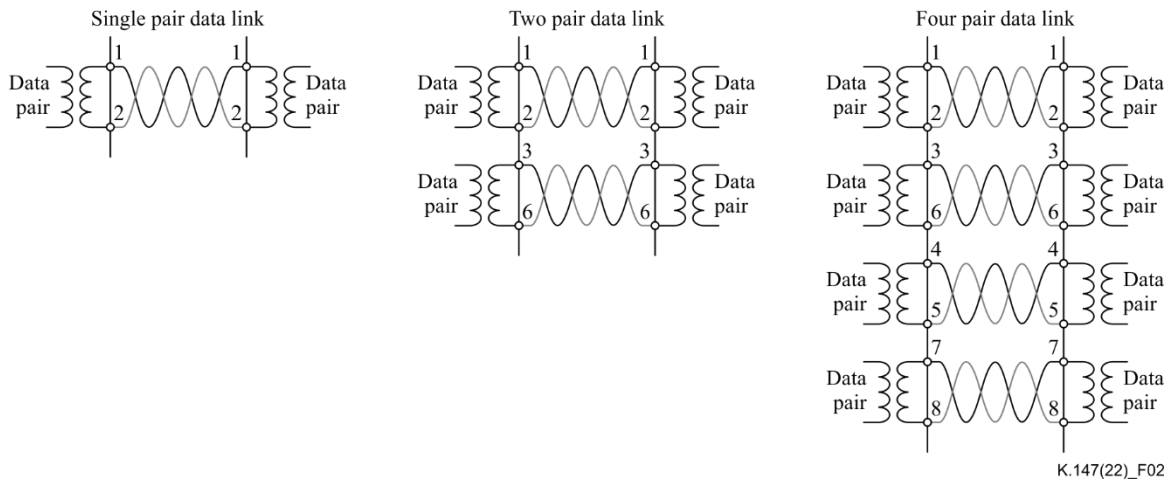 Single pair data link
1 1
Data pair
2 2
Data pair
Two pair data link
1 1
Data pair
2 2
Data pair
3 3
Data pair
6 6
Data pair
Four pair data link
1 1
Data pair
2 2
Data pair
3 3
Data pair
6 6
Data pair
4 4
Data pair
5 5
Data pair
7 7
Data pair
8 8
Data pair
K.147(22)_F02